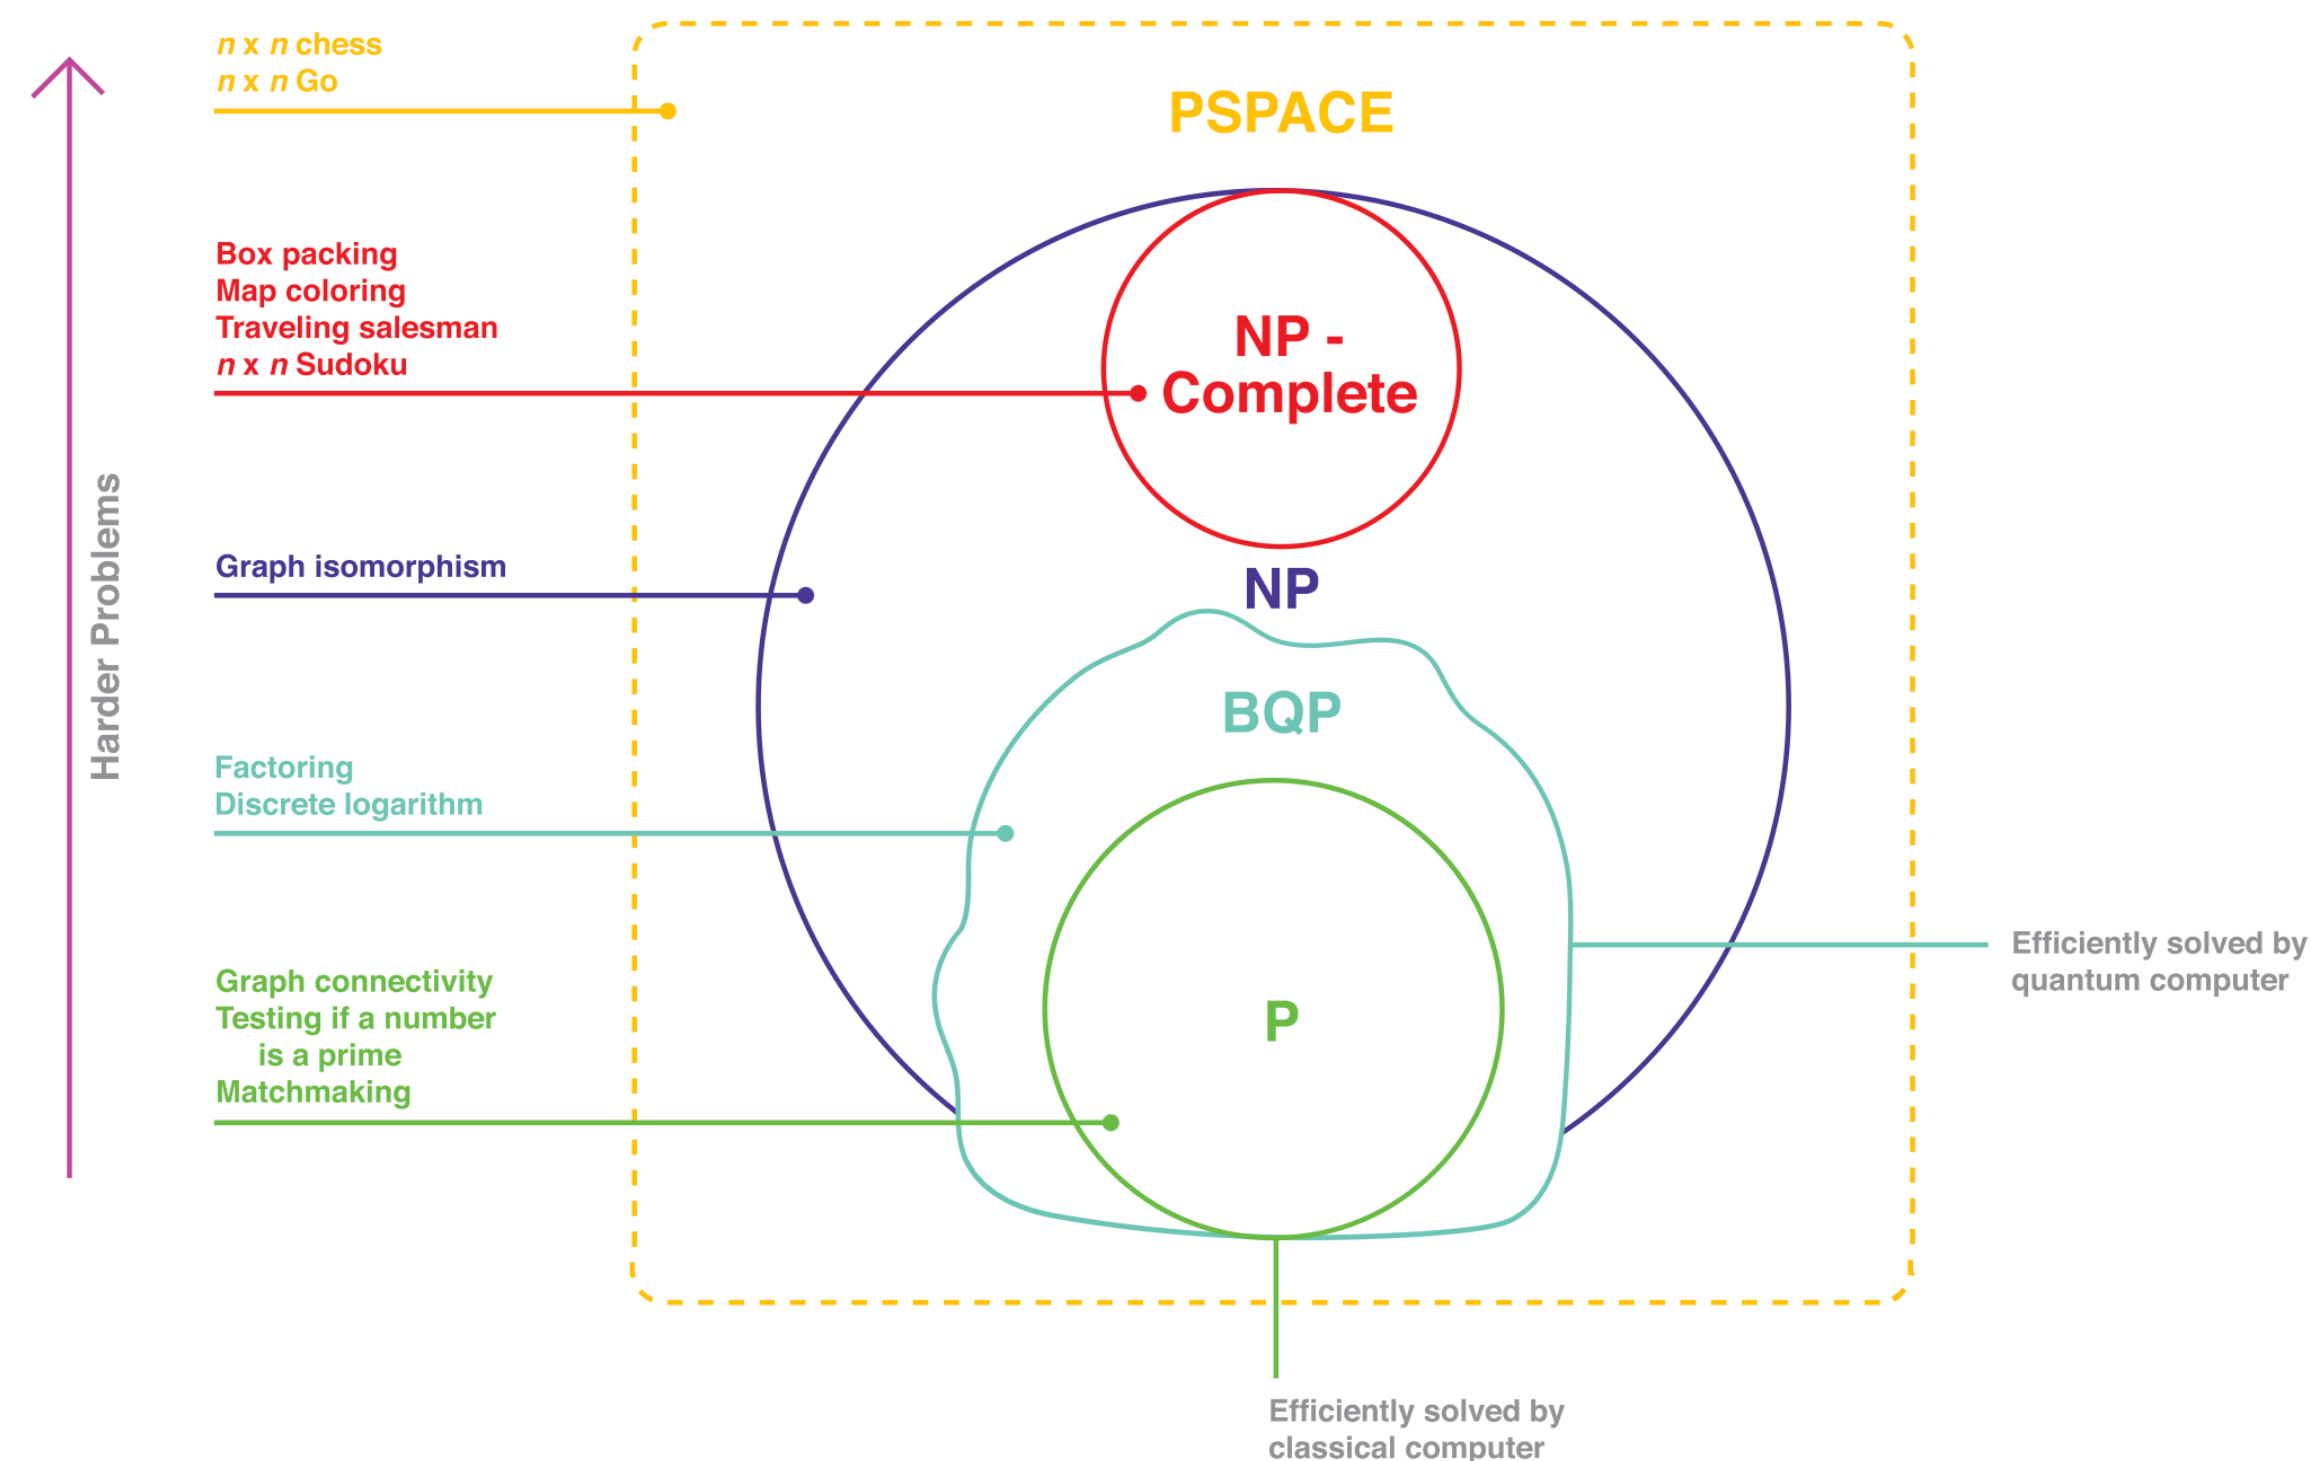 n x n chess
n x n Go
PSPACE
Box packing
Map coloring
Traveling salesman
n x n Sudoku
NP -
Complete
Harder Problems
Graph isomorphism
NP
BQP
Factoring
Discrete logarithm
Efficiently solved by
quantum computer
Graph connectivity
Testing if a number
is a prime
Matchmaking
P
Efficiently solved by
classical computer